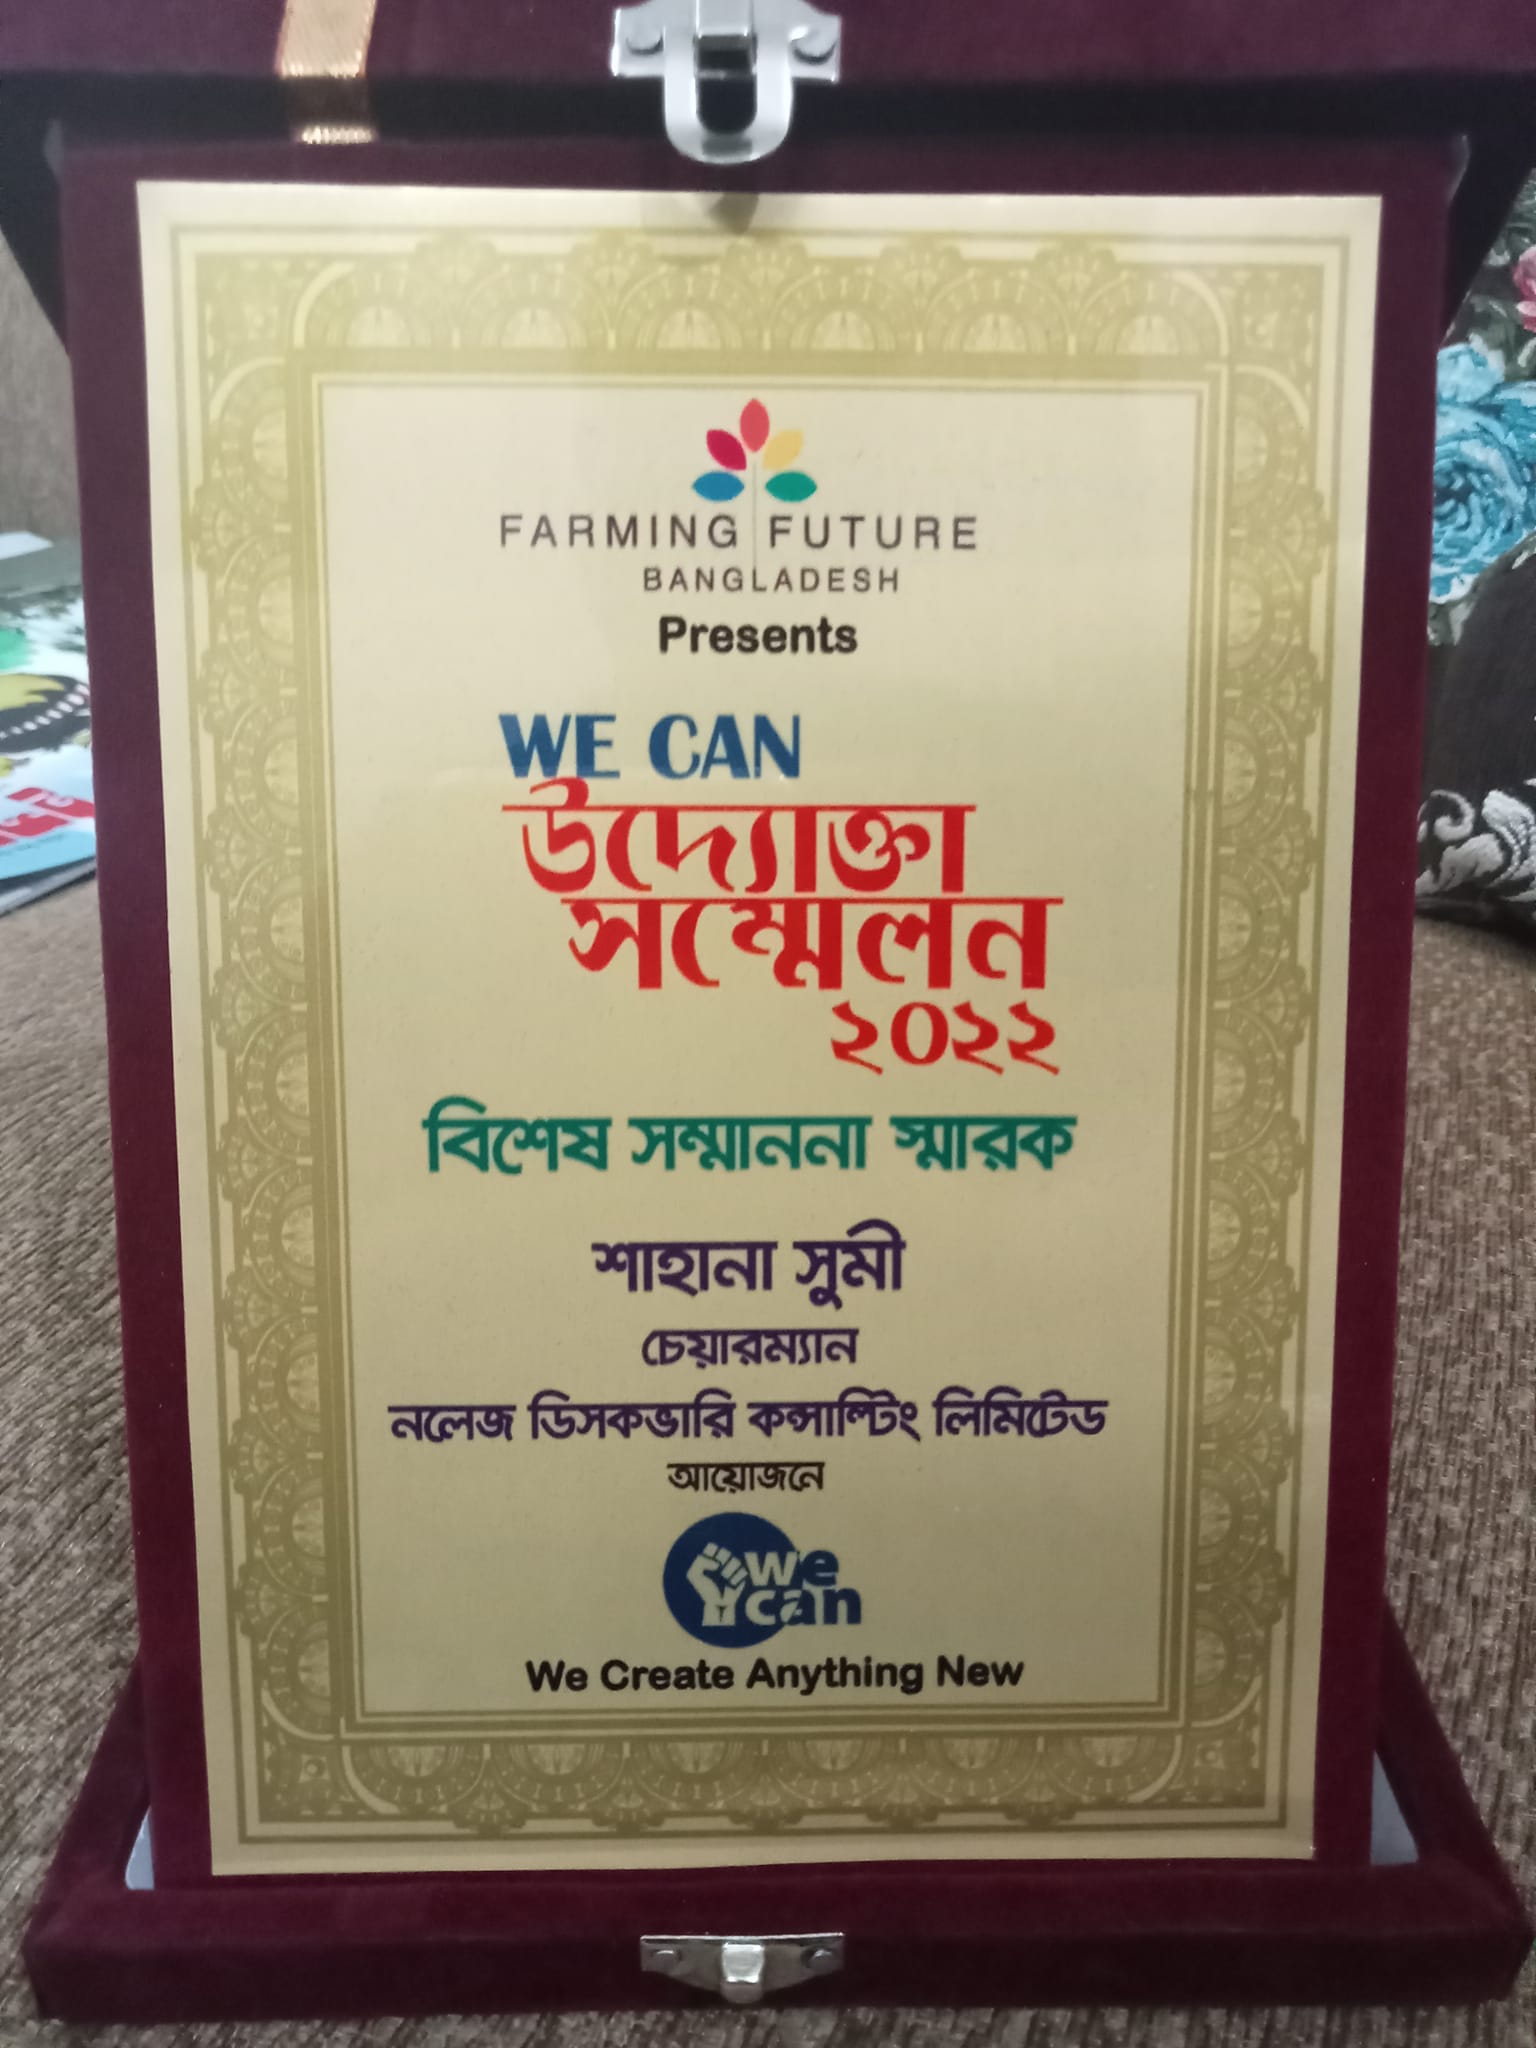 FARMING FUTURE
BANGLADESH
Presents
WE CAN
উদ্যোক্তা
সম্মেলন
২০২২
বিশেষ সম্মাননা স্মারক
শাহানা সুমী
চেয়ারম্যান
নলেজ ডিসকভারি কন্সাল্টিং লিমিটেড
আয়োজনে
we
can
We Create Anything New